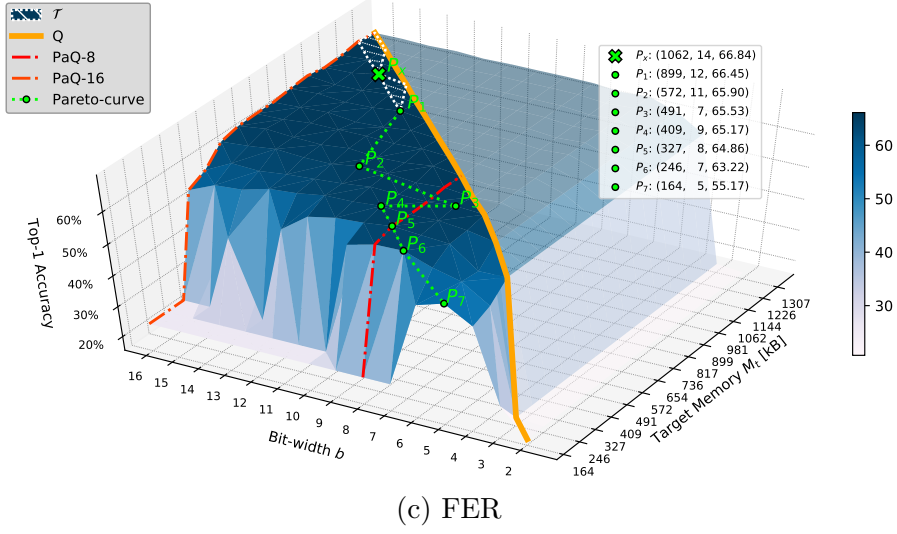 𝒯
Q
PaQ-8
PaQ-16
Pareto-curve
Pₓ: (1062, 14, 66.84)
P₁: (899, 12, 66.45)
P₂: (572, 11, 65.90)
P₃: (491, 7, 65.53)
P₄: (409, 9, 65.17)
P₅: (327, 8, 64.86)
P₆: (246, 7, 63.22)
P₇: (164, 5, 55.17)
P₂
P₄
P₅
P₆
P₇
Top-1 Accuracy
60%
50%
40%
30%
20%
16
15
14
13
12
11
10
9
8
7
6
5
4
3
2
Bit-width b
164
246
327
409
491
572
654
736
817
899
981
1062
1144
1226
1307
Target Memory Mₜ [kB]
60
50
40
30
(c) FER